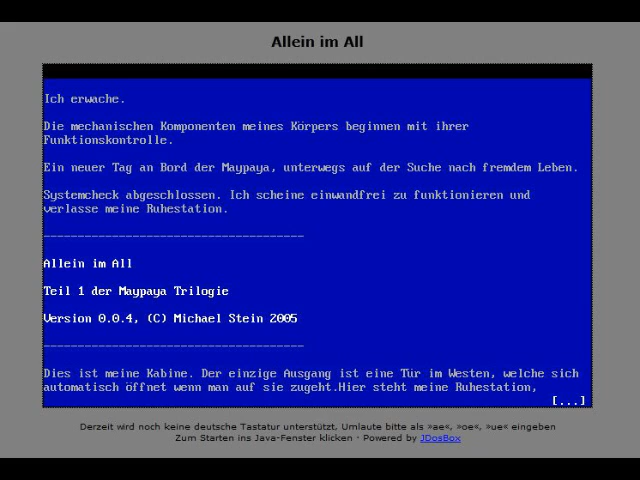 Allein im All
Ich erwache.
Die mechanischen Komponenten meines Körpers beginnen mit ihrer
Funktionskontrolle.
Ein neuer Tag an Bord der Maypaya, unterwegs auf der Suche nach fremdem Leben.
Systemcheck abgeschlossen. Ich scheine einwandfrei zu funktionieren und
verlasse meine Ruhestation.
---------------------------------------
Allein im All
Teil 1 der Maypaya Trilogie
Version 0.0.4, (C) Michael Stein 2005
---------------------------------------
Dies ist meine Kabine. Der einzige Ausgang ist eine Tür im Westen, welche sich
automatisch öffnet wenn man auf sie zugeht.Hier steht meine Ruhestation,
[...]
Derzeit wird noch keine deutsche Tastatur unterstützt, Umlaute bitte als »ae«, »oe«, »ue« eingeben
Zum Starten ins Java-Fenster klicken · Powered by JDosBox